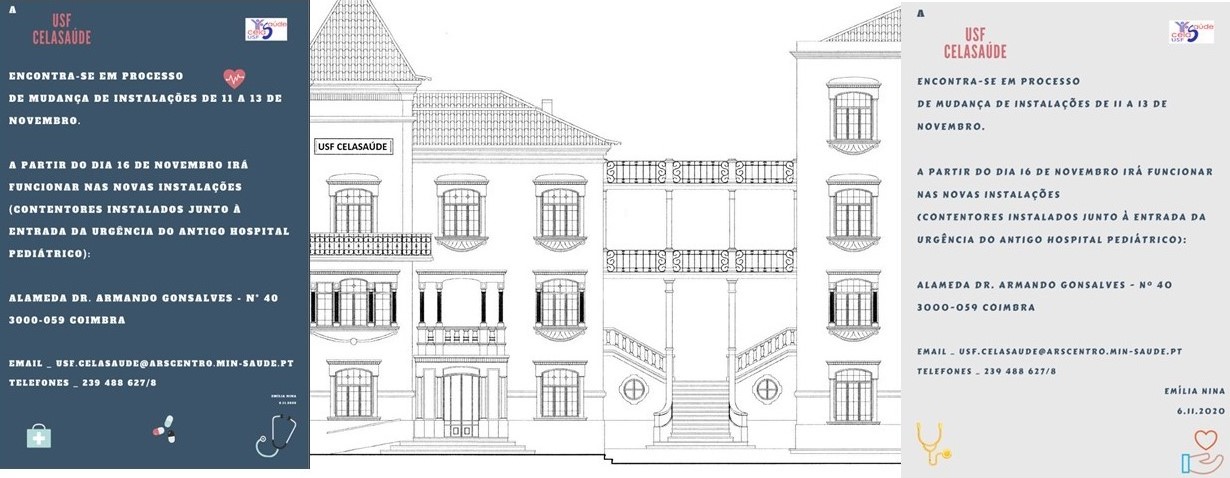 A
USF
CELASAÚDE
ENCONTRA-SE EM PROCESSO
DE MUDANÇA DE INSTALAÇÕES DE 11 A 13 DE
NOVEMBRO.
A PARTIR DO DIA 16 DE NOVEMBRO IRÁ
FUNCIONAR NAS NOVAS INSTALAÇÕES
(CONTENTORES INSTALADOS JUNTO À
ENTRADA DA URGÊNCIA DO ANTIGO HOSPITAL
PEDIÁTRICO):
ALAMEDA DR. ARMANDO GONSALVES - N° 40
3000-059 COIMBRA
EMAIL _ USF.CELASAUDE@ARSCENTRO.MIN-SAUDE.PT
TELEFONES _ 239 488 627/8
EMÍLIA NINA
6.11.2020
USF CELASAÚDE
A
USF
CELASAÚDE
ENCONTRA-SE EM PROCESSO
DE MUDANÇA DE INSTALAÇÕES DE 11 A 13 DE
NOVEMBRO.
A PARTIR DO DIA 16 DE NOVEMBRO IRÁ FUNCIONAR
NAS NOVAS INSTALAÇÕES
(CONTENTORES INSTALADOS JUNTO À ENTRADA DA
URGÊNCIA DO ANTIGO HOSPITAL PEDIÁTRICO):
ALAMEDA DR. ARMANDO GONSALVES - Nº 40
3000-059 COIMBRA
EMAIL _ USF.CELASAUDE@ARSCENTRO.MIN-SAUDE.PT
TELEFONES _ 239 488 627/8
EMÍLIA NINA
6.11.2020